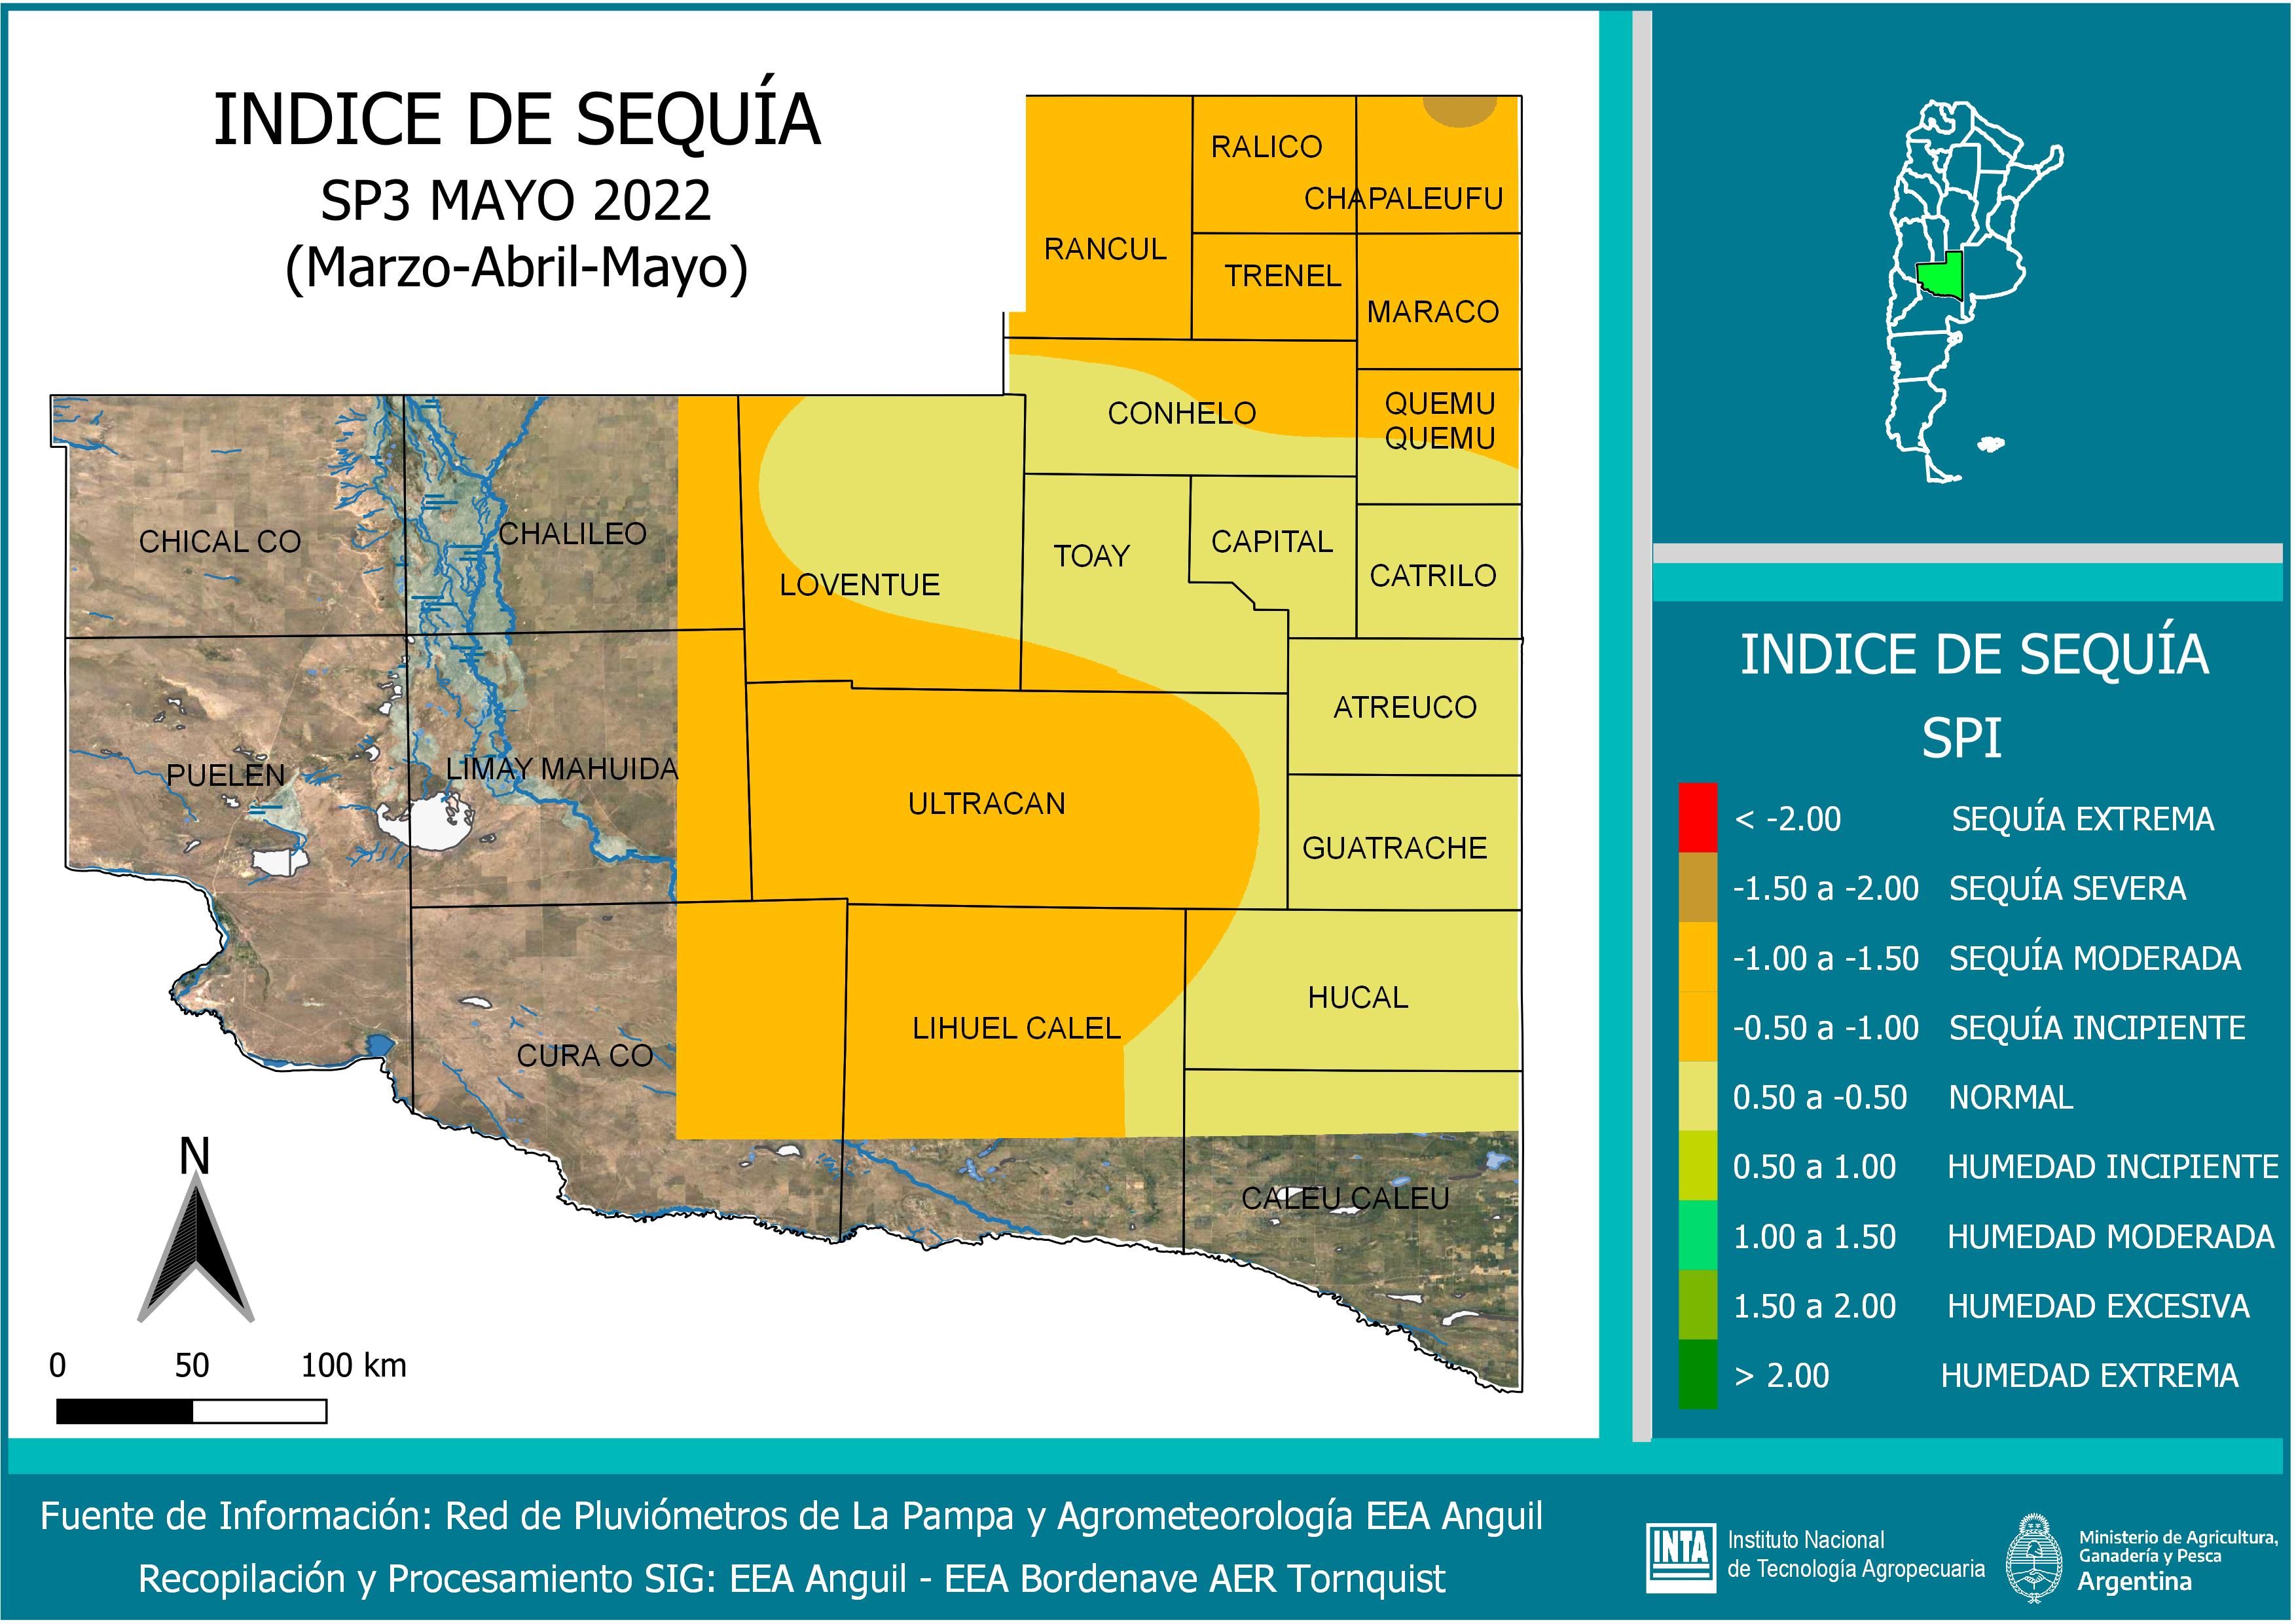 INDICE DE SEQUÍA
SP3 MAYO 2022
(Marzo-Abril-Mayo)
RALICO
CHAPALEUFU
RANCUL
TRENEL
MARACO
CONHELO
QUEMU
QUEMU
CHICAL CO
CHALILEO
LOVENTUE
TOAY
CAPITAL
CATRILO
PUELEN
LIMAY MAHUIDA
ULTRACAN
ATREUCO
GUATRACHE
CURA CO
LIHUEL CALEL
HUCAL
CALEU CALEU
N
0 50 100 km
INDICE DE SEQUÍA
SPI
< -2.00 SEQUÍA EXTREMA
-1.50 a -2.00 SEQUÍA SEVERA
-1.00 a -1.50 SEQUÍA MODERADA
-0.50 a -1.00 SEQUÍA INCIPIENTE
0.50 a -0.50 NORMAL
0.50 a 1.00 HUMEDAD INCIPIENTE
1.00 a 1.50 HUMEDAD MODERADA
1.50 a 2.00 HUMEDAD EXCESIVA
> 2.00 HUMEDAD EXTREMA
Fuente de Información: Red de Pluviómetros de La Pampa y Agrometeorología EEA Anguil
Recopilación y Procesamiento SIG: EEA Anguil - EEA Bordenave AER Tornquist
INTA
Instituto Nacional
de Tecnología Agropecuaria
Ministerio de Agricultura,
Ganadería y Pesca
Argentina